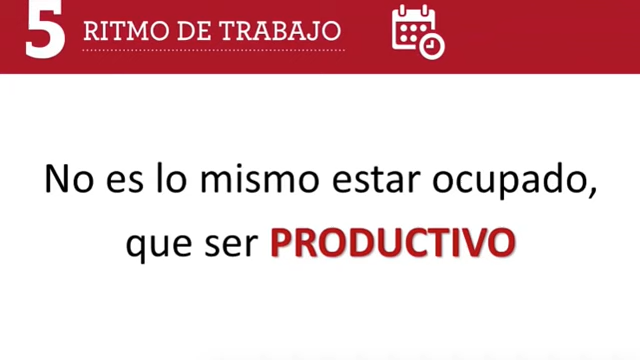 5 RITMO DE TRABAJO
No es lo mismo estar ocupado,
que ser PRODUCTIVO